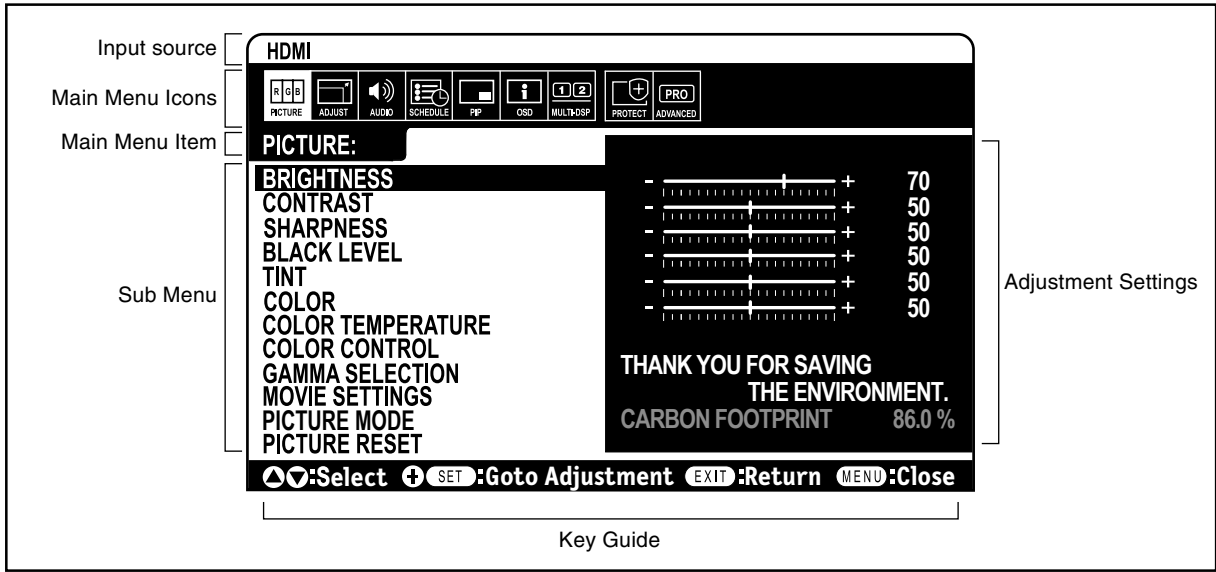 Input source
HDMI
Main Menu Icons
R G B
1 2
PRO
PICTURE ADJUST AUDIO SCHEDULE PIP OSD MULTI-DSP PROTECT ADVANCED
Main Menu Item
PICTURE:
Sub Menu
BRIGHTNESS - + 70
CONTRAST - + 50
SHARPNESS - + 50
BLACK LEVEL - + 50
TINT - + 50
COLOR - + 50
COLOR TEMPERATURE
COLOR CONTROL
GAMMA SELECTION
MOVIE SETTINGS
PICTURE MODE
PICTURE RESET
THANK YOU FOR SAVING
THE ENVIRONMENT.
CARBON FOOTPRINT 86.0 %
Adjustment Settings
:Select SET :Goto Adjustment EXIT :Return MENU :Close
Key Guide